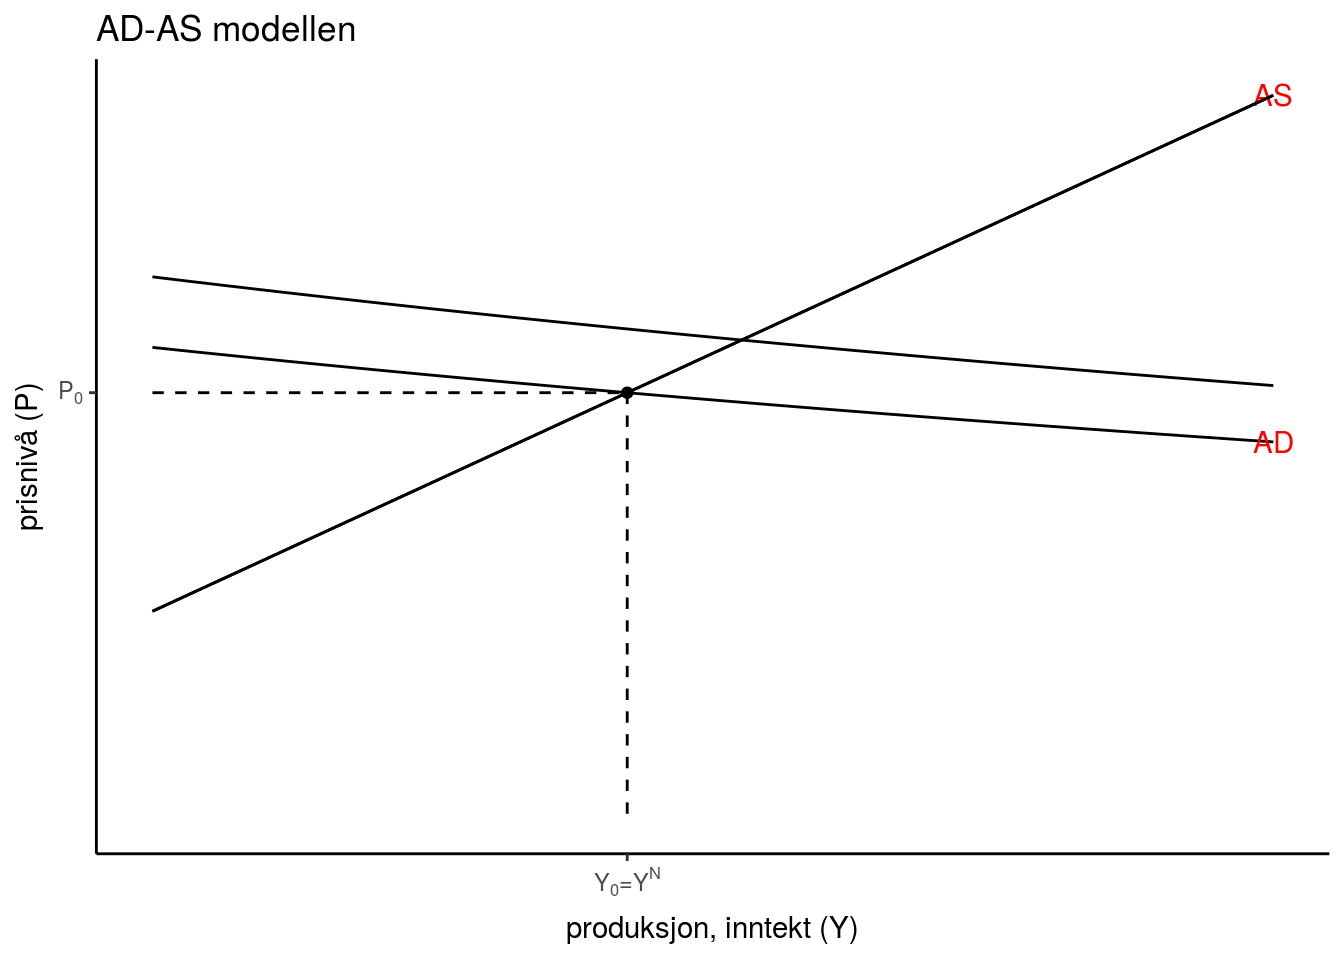 AD-AS modellen
AS
P₀
AD
prisnivå (P)
Y₀=Yᴺ
produksjon, inntekt (Y)